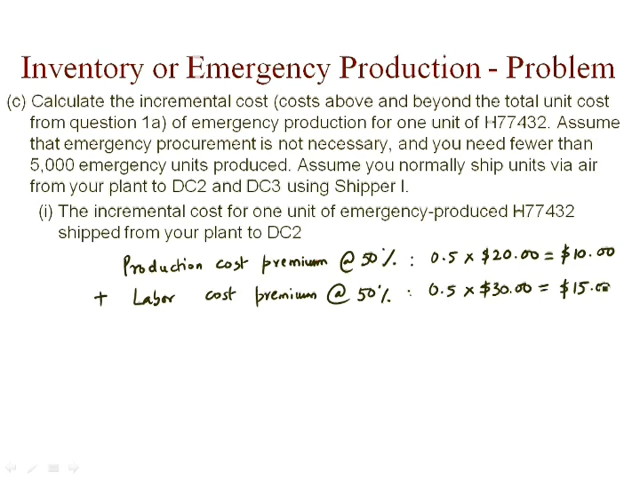 Inventory or Emergency Production - Problem
(c) Calculate the incremental cost (costs above and beyond the total unit cost
from question 1a) of emergency production for one unit of H77432. Assume
that emergency procurement is not necessary, and you need fewer than
5,000 emergency units produced. Assume you normally ship units via air
from your plant to DC2 and DC3 using Shipper I.
(i) The incremental cost for one unit of emergency-produced H77432
shipped from your plant to DC2
Production cost premium @ 50% : 0.5 x $20.00 = $10.00
+ Labor cost premium @ 50% : 0.5 x $30.00 = $15.00